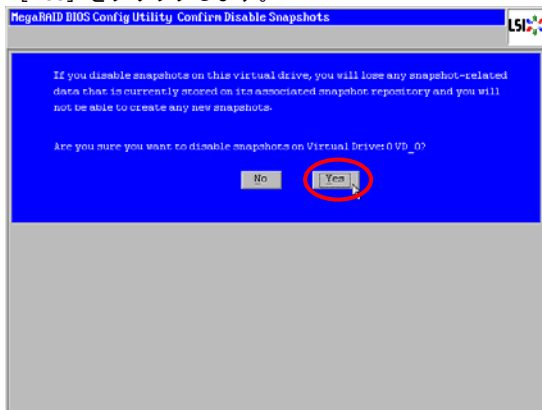 MegaRAID BIOS Config Utility Confirm Disable Snapshots
LSI
If you disable snapshots on this virtual drive, you will lose any snapshot-related
data that is currently stored on its associated snapshot repository and you will
not be able to create any new snapshots.
Are you sure you want to disable snapshots on Virtual Drive: 0 VD_0?
No
Yes